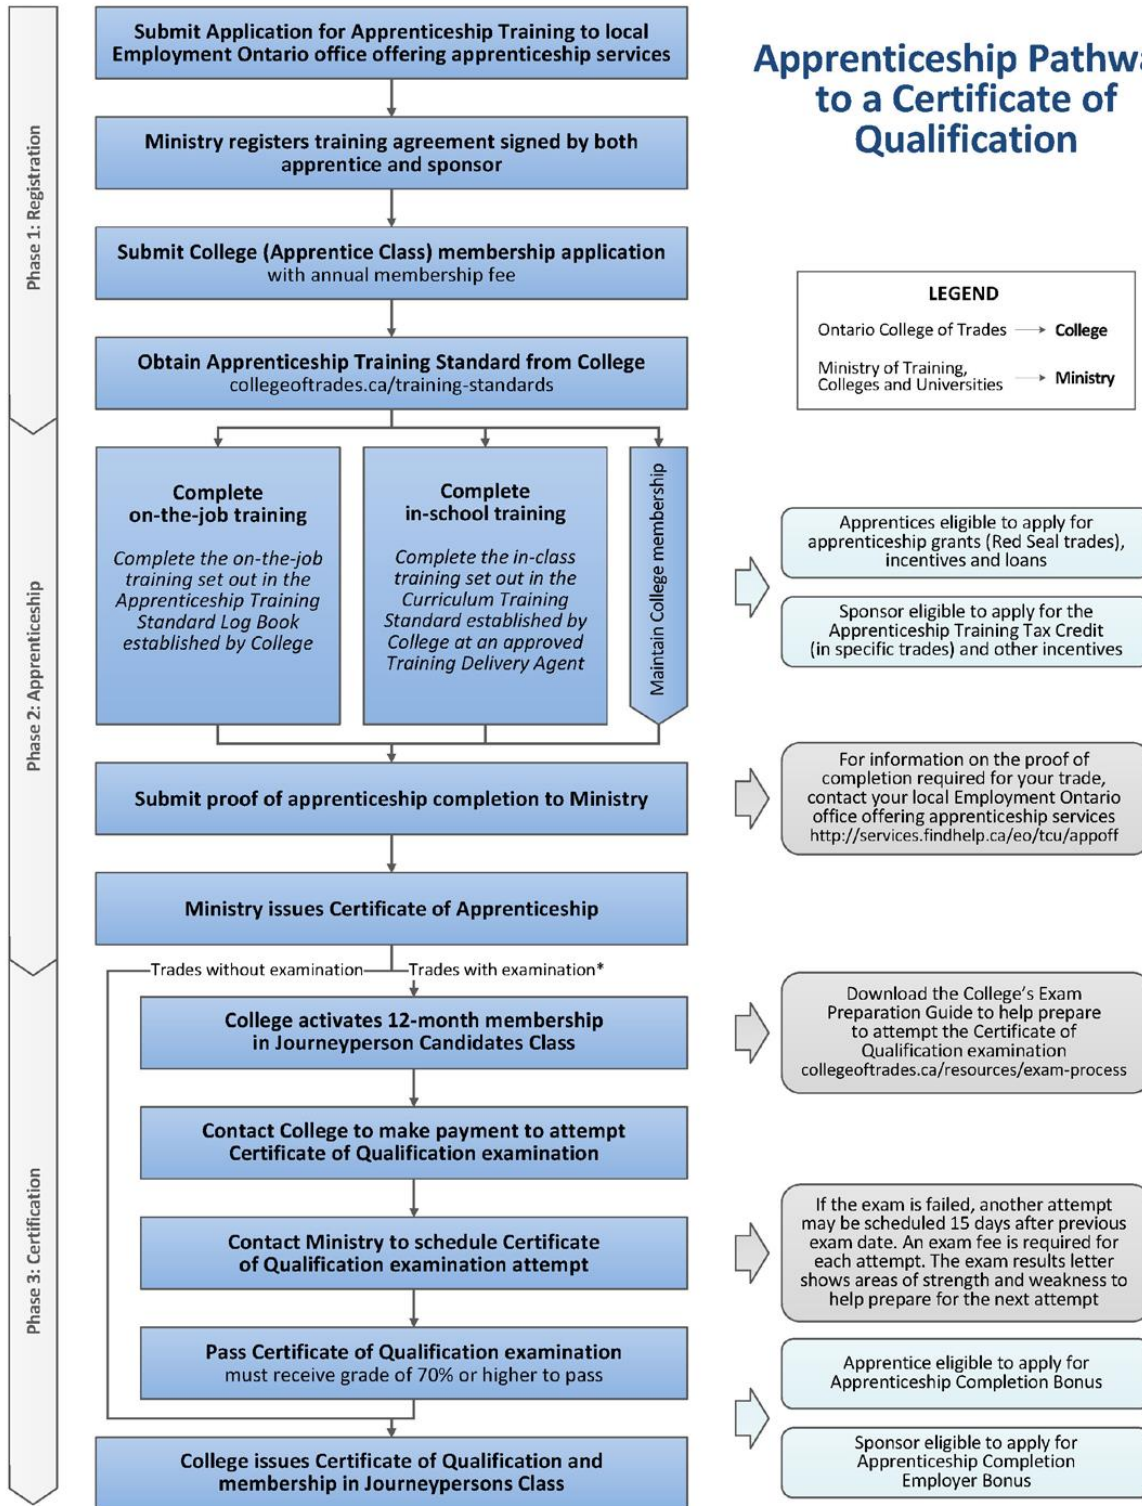 Apprenticeship Pathwa
to a Certificate of
Qualification
LEGEND
Ontario College of Trades → College
Ministry of Training,
Colleges and Universities → Ministry
Phase 1: Registration
Submit Application for Apprenticeship Training to local
Employment Ontario office offering apprenticeship services
Ministry registers training agreement signed by both
apprentice and sponsor
Submit College (Apprentice Class) membership application
with annual membership fee
Obtain Apprenticeship Training Standard from College
collegeoftrades.ca/training-standards
Phase 2: Apprenticeship
Complete
on-the-job training
Complete the on-the-job
training set out in the
Apprenticeship Training
Standard Log Book
established by College
Complete
in-school training
Complete the in-class
training set out in the
Curriculum Training
Standard established by
College at an approved
Training Delivery Agent
Maintain College membership
Apprentices eligible to apply for
apprenticeship grants (Red Seal trades),
incentives and loans
Sponsor eligible to apply for the
Apprenticeship Training Tax Credit
(in specific trades) and other incentives
Submit proof of apprenticeship completion to Ministry
For information on the proof of
completion required for your trade,
contact your local Employment Ontario
office offering apprenticeship services
http://services.findhelp.ca/eo/tcu/appoff
Ministry issues Certificate of Apprenticeship
Phase 3: Certification
Trades without examination
Trades with examination*
College activates 12-month membership
in Journeyperson Candidates Class
Download the College's Exam
Preparation Guide to help prepare
to attempt the Certificate of
Qualification examination
collegeoftrades.ca/resources/exam-process
Contact College to make payment to attempt
Certificate of Qualification examination
Contact Ministry to schedule Certificate
of Qualification examination attempt
If the exam is failed, another attempt
may be scheduled 15 days after previous
exam date. An exam fee is required for
each attempt. The exam results letter
shows areas of strength and weakness to
help prepare for the next attempt
Pass Certificate of Qualification examination
must receive grade of 70% or higher to pass
Apprentice eligible to apply for
Apprenticeship Completion Bonus
Sponsor eligible to apply for
Apprenticeship Completion
Employer Bonus
College issues Certificate of Qualification and
membership in Journeypersons Class